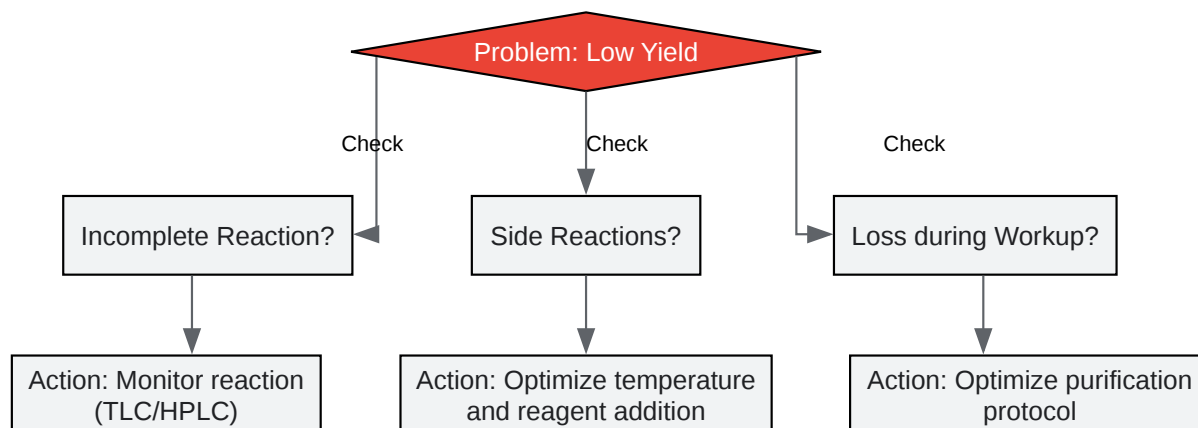 Problem: Low Yield
Check
Check
Check
Incomplete Reaction?
Side Reactions?
Loss during Workup?
Action: Monitor reaction
(TLC/HPLC)
Action: Optimize temperature
and reagent addition
Action: Optimize purification
protocol